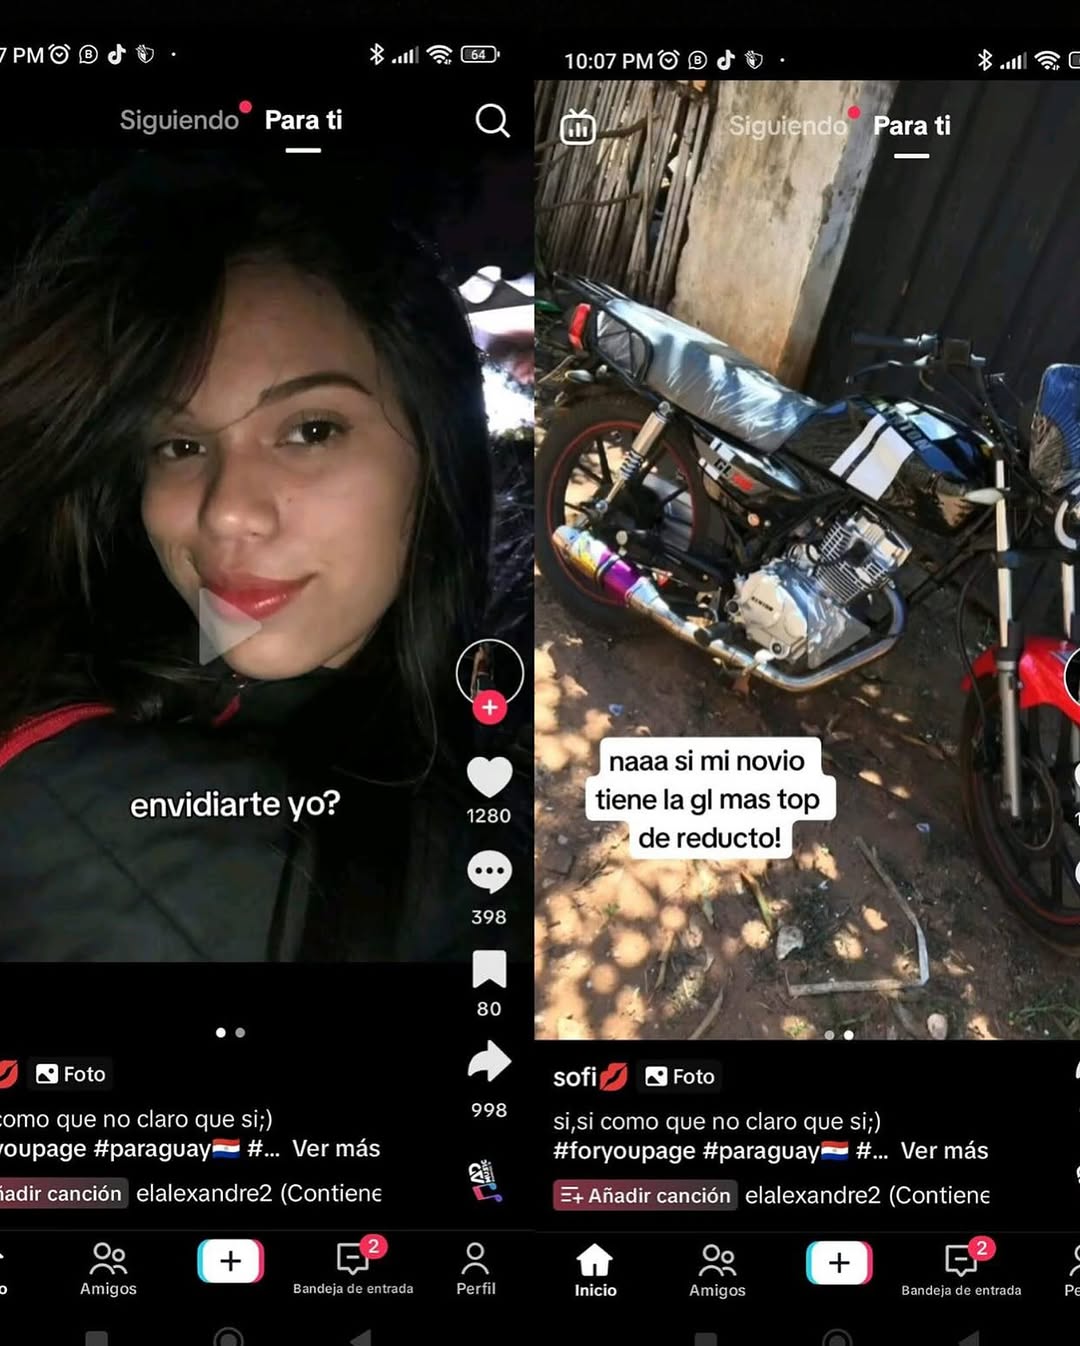 7 PM
64
Siguiendo Para ti
envidiarte yo?
1280
398
80
998
Foto
como que no claro que si;)
youpage #paraguay🇵🇾 #... Ver más
ñadir canción elalexandre2 (Contiene
Amigos
2
Bandeja de entrada
Perfil
10:07 PM
Siguiendo Para ti
GL
KENTON
naaa si mi novio
tiene la gl mas top
de reducto!
sofi💋 Foto
si,si como que no claro que si;)
#foryoupage #paraguay🇵🇾 #... Ver más
Añadir canción elalexandre2 (Contiene
Inicio
Amigos
2
Bandeja de entrada
Pe